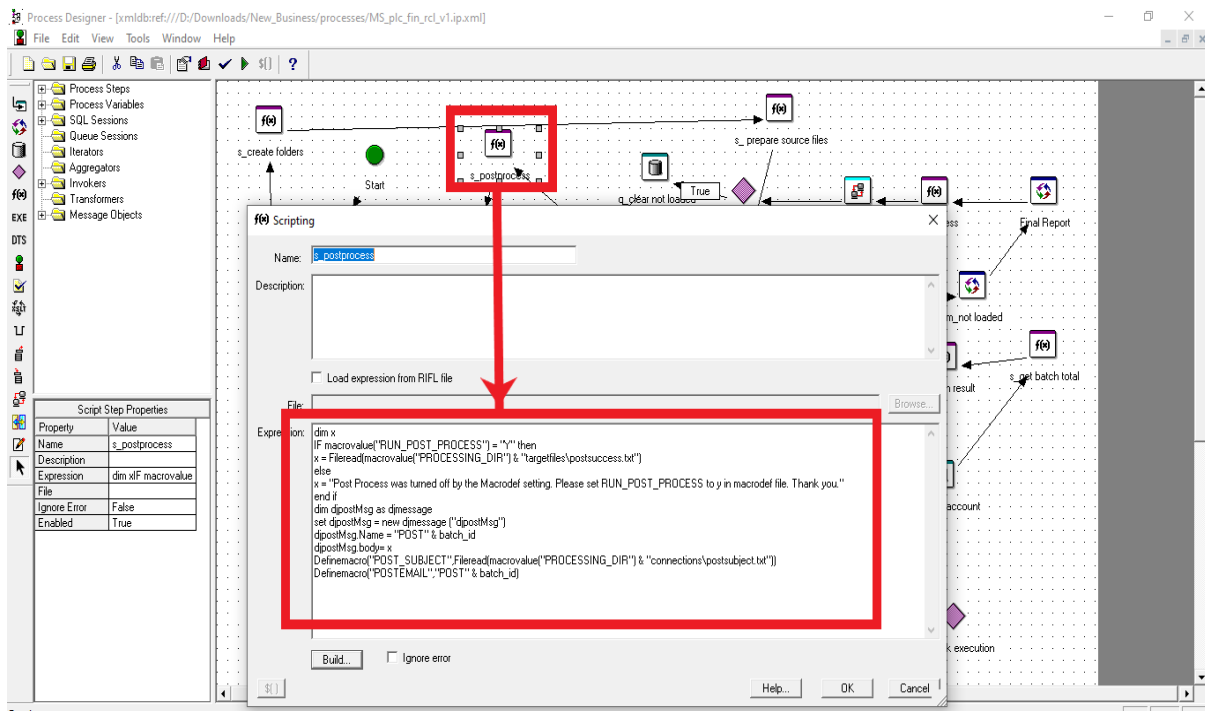 Process Designer - [xmldb:ref:///D:/Downloads/New_Business/processes/MS_plc_fin_rcl_v1.ip.xml]
File Edit View Tools Window Help
Process Steps
Process Variables
SQL Sessions
Queue Sessions
Iterators
Aggregators
Invokers
Transformers
Message Objects
EXE
DTS
Script Step Properties
Property Value
Name s_postprocess
Description
Expression dim xIF macrovalue
File
Ignore Error False
Enabled True
f(x)
s_create folders
Start
f(x)
s_postprocess
f(x)
s_ prepare source files
q_clear not loaded
True
f(x)
ess
Final Report
m_not loaded
f(x)
n result
s_get batch total
account
k execution
f(x) Scripting
Name: s_postprocess
Description:
Load expression from RIFL file
File:
Browse...
Expression:
dim x
IF macrovalue("RUN_POST_PROCESS") = "Y" then
x = Fileread(macrovalue("PROCESSING_DIR") & "targetfiles\postsuccess.txt")
else
x = "Post Process was turned off by the Macrodef setting. Please set RUN_POST_PROCESS to y in macrodef file. Thank you."
end if
dim djpostMsg as djmessage
set djpostMsg = new djmessage ("djpostMsg")
djpostMsg.Name = "POST" & batch_id
djpostMsg.body= x
Definemacro("POST_SUBJECT",Fileread(macrovalue("PROCESSING_DIR") & "connections\postsubject.txt"))
Definemacro("POSTEMAIL","POST" & batch_id)
Build...
Ignore error
$()
Help...
OK
Cancel